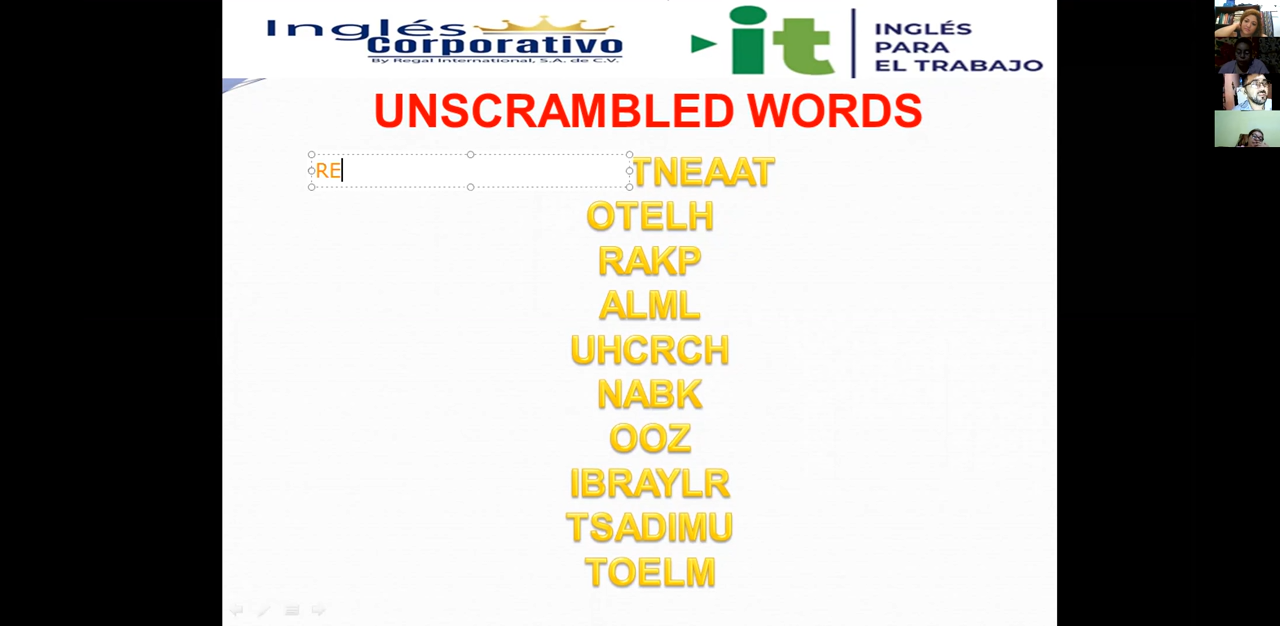 Inglés
Corporativo
By Regal International, S.A. de C.V.
it
INGLÉS
PARA
EL TRABAJO
UNSCRAMBLED WORDS
RE TNEAAT
OTELH
RAKP
ALML
UHCRCH
NABK
OOZ
IBRAYLR
TSADIMU
TOELM